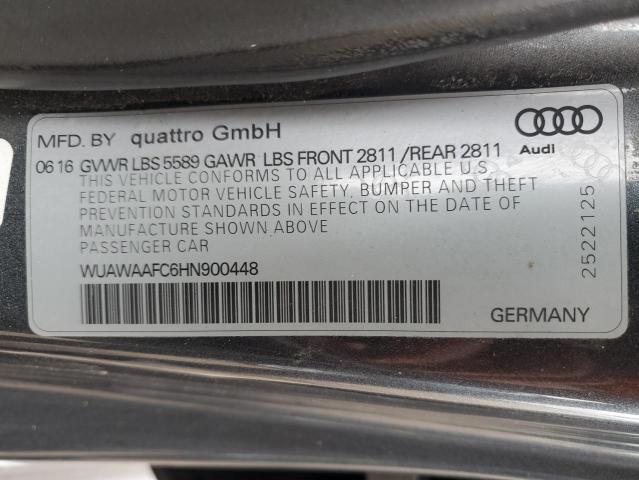 MFD. BY quattro GmbH
Audi
06 16 GVWR LBS 5589 GAWR LBS FRONT 2811 / REAR 2811
THIS VEHICLE CONFORMS TO ALL APPLICABLE U.S.
FEDERAL MOTOR VEHICLE SAFETY, BUMPER AND THEFT
PREVENTION STANDARDS IN EFFECT ON THE DATE OF
MANUFACTURE SHOWN ABOVE
PASSENGER CAR
WUAWAAFC6HN900448
GERMANY
2522125